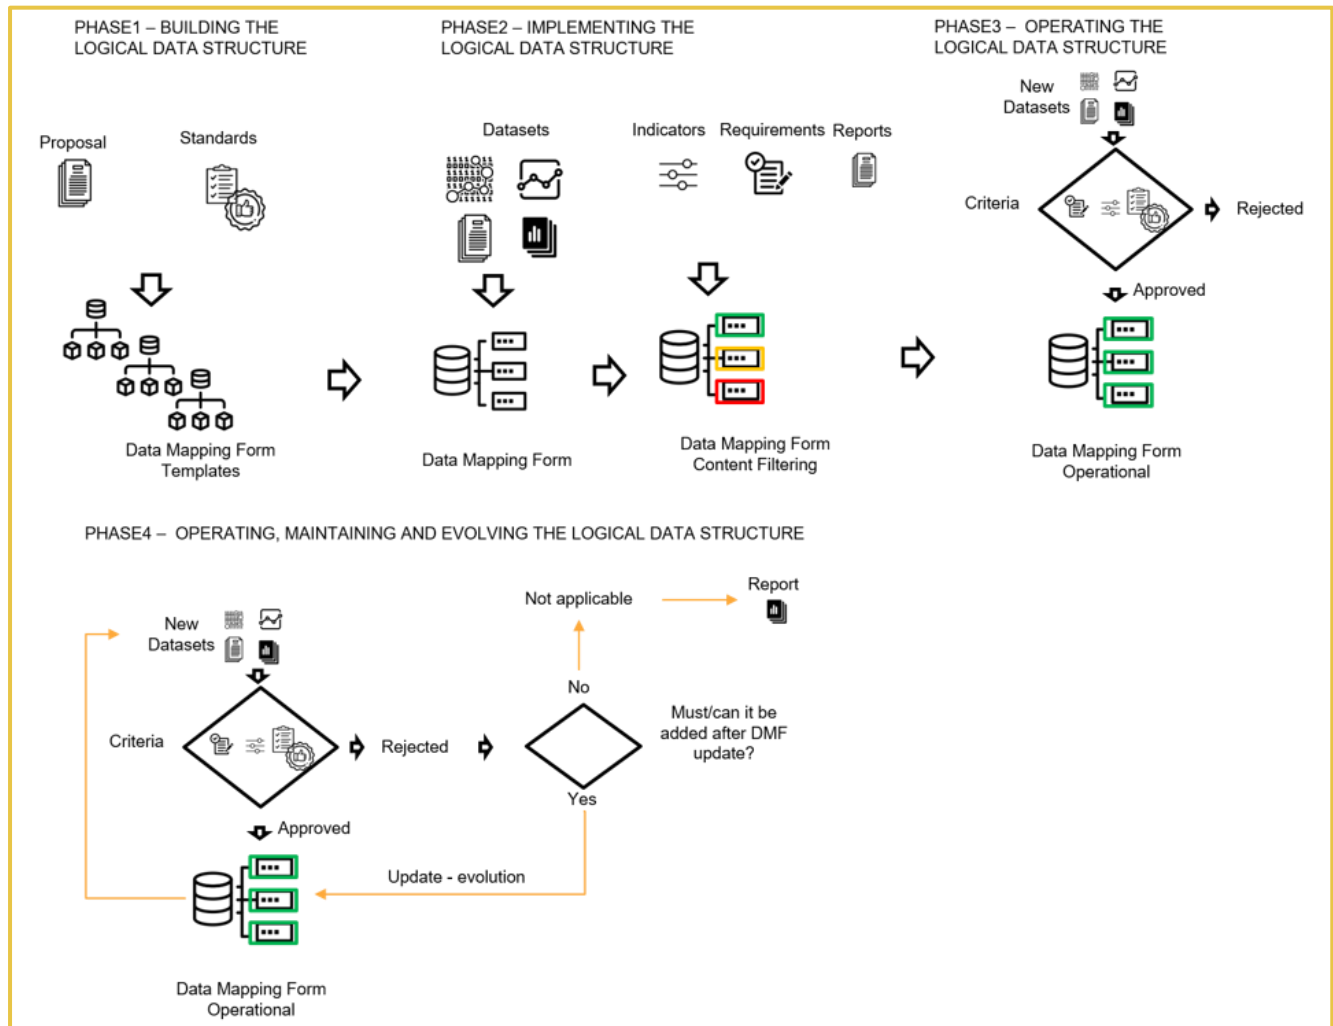 PHASE1 – BUILDING THE
LOGICAL DATA STRUCTURE
Proposal
Standards
Data Mapping Form
Templates
PHASE2 – IMPLEMENTING THE
LOGICAL DATA STRUCTURE
Datasets
Indicators
Requirements
Reports
Data Mapping Form
Data Mapping Form
Content Filtering
PHASE3 – OPERATING THE
LOGICAL DATA STRUCTURE
New
Datasets
Criteria
Rejected
Approved
Data Mapping Form
Operational
PHASE4 – OPERATING, MAINTAINING AND EVOLVING THE LOGICAL DATA STRUCTURE
New
Datasets
Criteria
Rejected
Approved
Not applicable
Report
No
Must/can it be
added after DMF
update?
Yes
Update - evolution
Data Mapping Form
Operational